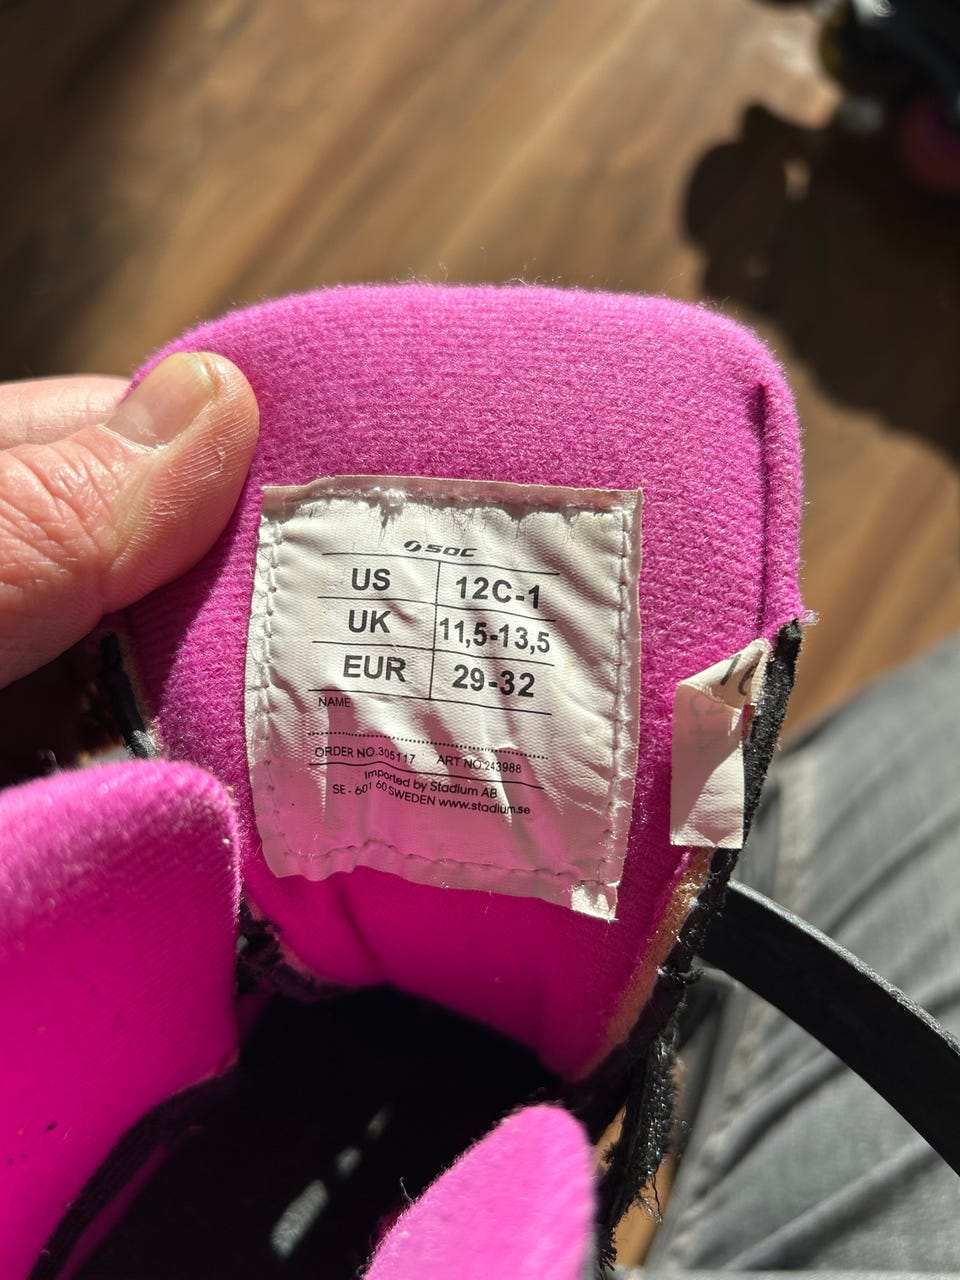 SOC
US 12C-1
UK 11,5-13,5
EUR 29-32
NAME
ORDER NO.305117 ART NO.243988
Imported by Stadium AB
SE - 601 60 SWEDEN www.stadium.se